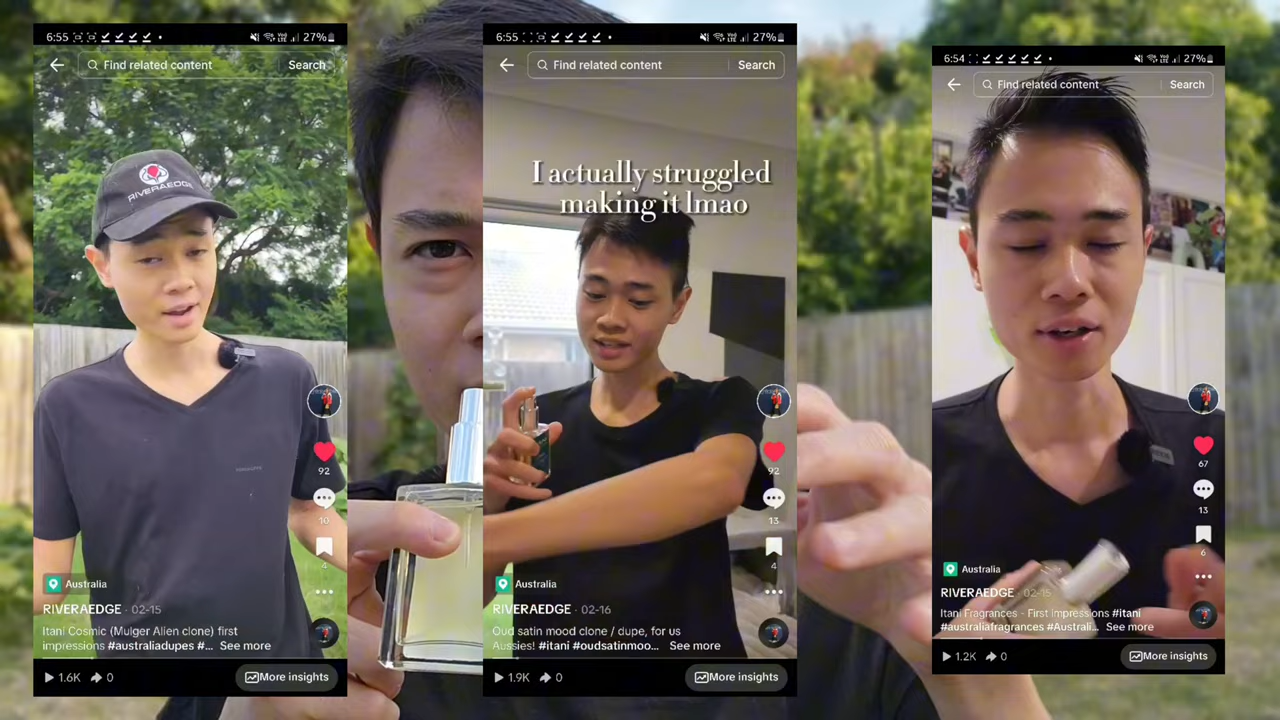 6:55
27%
Find related content
Search
RIVERAEDGE
92
10
4
Australia
RIVERAEDGE · 02-15
Itani Cosmic (Mulger Alien clone) first
impressions #australiadupes #... See more
1.6K
0
More insights
6:55
27%
Find related content
Search
I actually struggled
making it lmao
92
13
4
Australia
RIVERAEDGE · 02-16
Oud satin mood clone / dupe, for us
Aussies! #itani #oudsatinmoo... See more
1.9K
0
More insights
6:54
27%
Find related content
Search
67
13
6
Australia
RIVERAEDGE · 02-15
Itani Fragrances - First impressions #itani
#australiafragrances #Australi... See more
1.2K
0
More insights